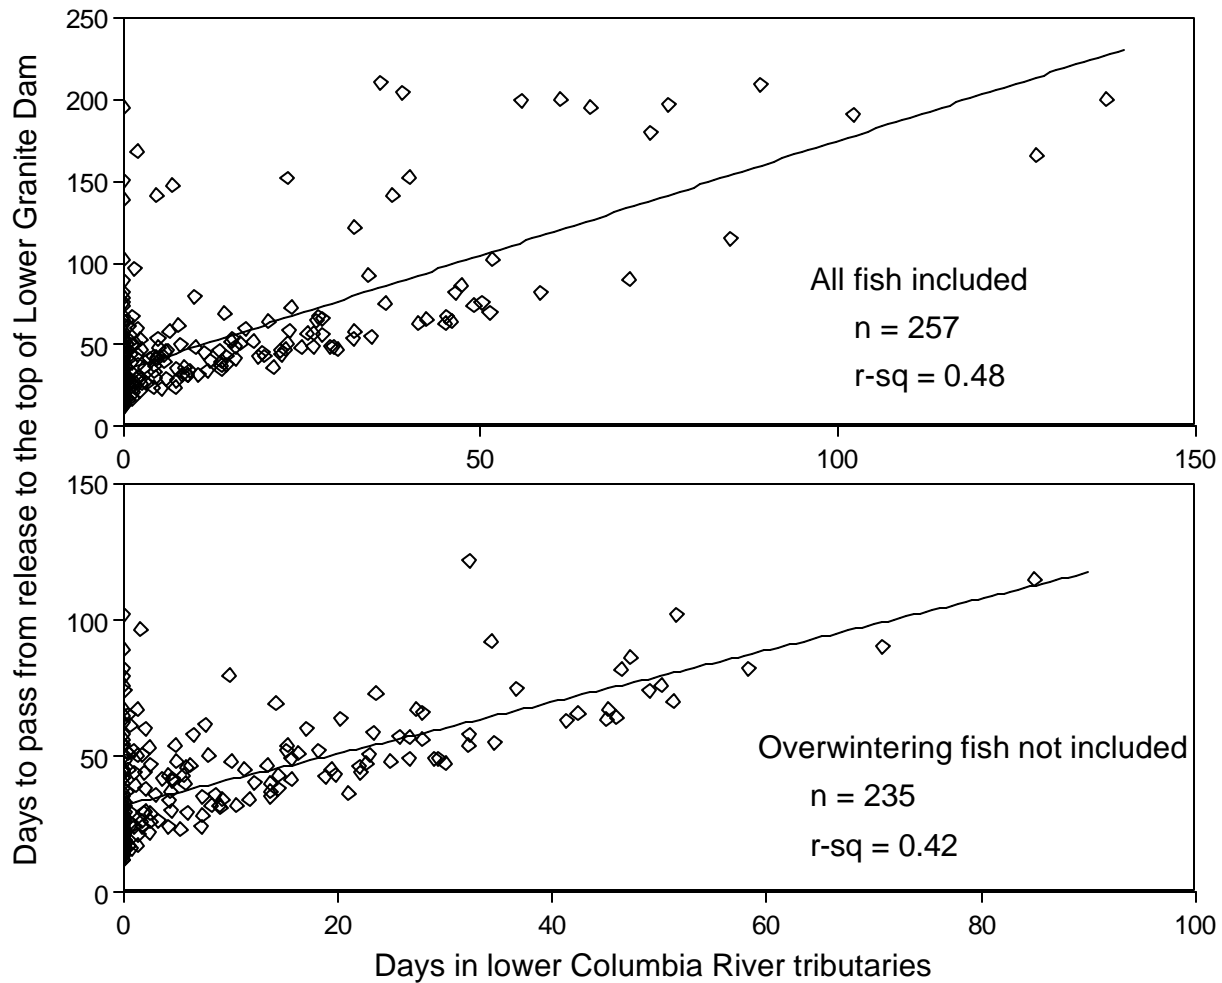 Days to pass from release to the top of Lower Granite Dam
250
200
150
100
50
0
0 50 100 150
All fish included
n = 257
r-sq = 0.48
150
100
50
0
0 20 40 60 80 100
Overwintering fish not included
n = 235
r-sq = 0.42
Days in lower Columbia River tributaries